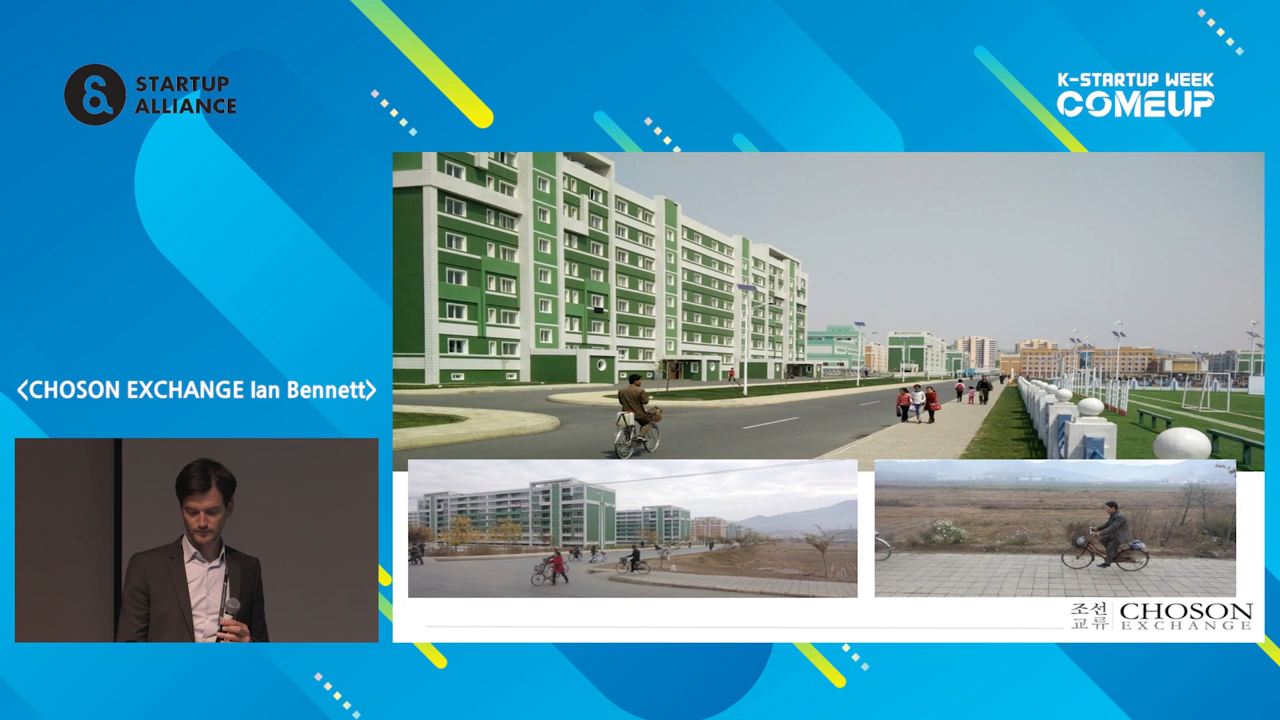 STARTUP
ALLIANCE
K-STARTUP WEEK
COMEUP
<CHOSON EXCHANGE Ian Bennett>
조선
교류
CHOSON
EXCHANGE